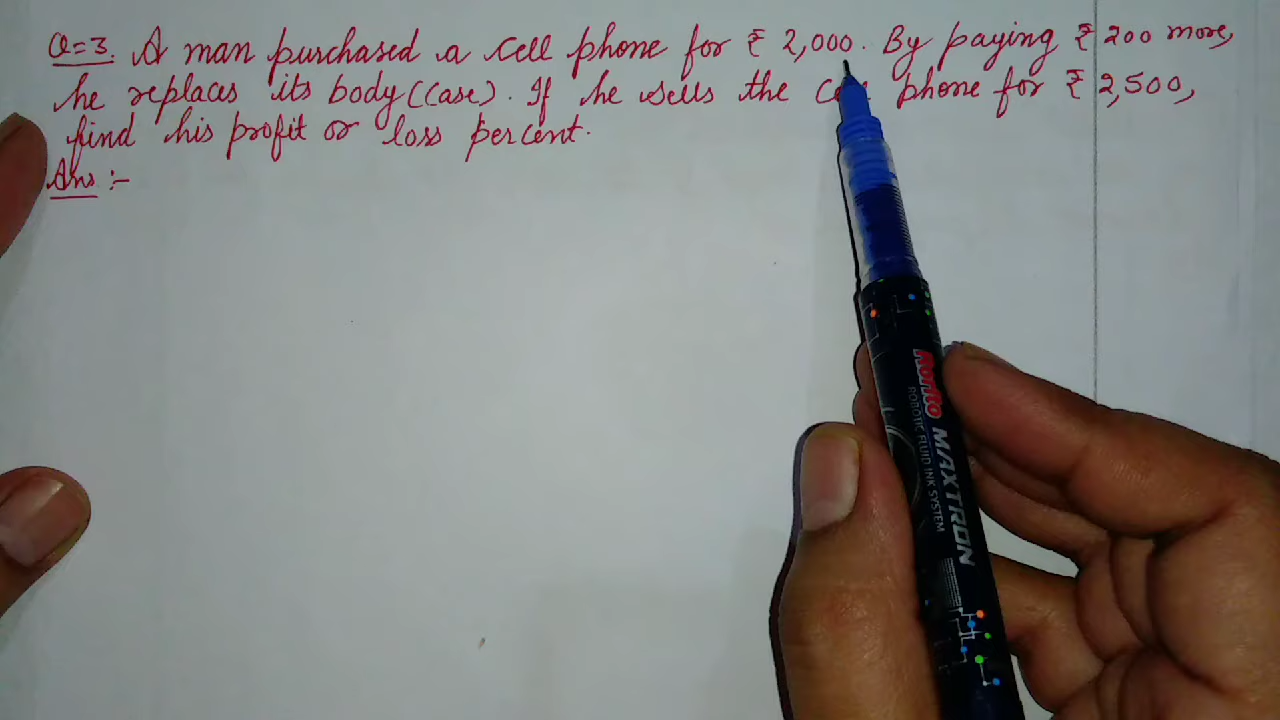 Q=3. A man purchased a cell phone for ₹ 2,000. By paying ₹ 200 more,
he replaces its body (case). If he sells the phone for ₹ 2,500,
find his profit or loss percent.
Ans :-
Rorito MAXTRON
ROBOTIC FLUID INK SYSTEM